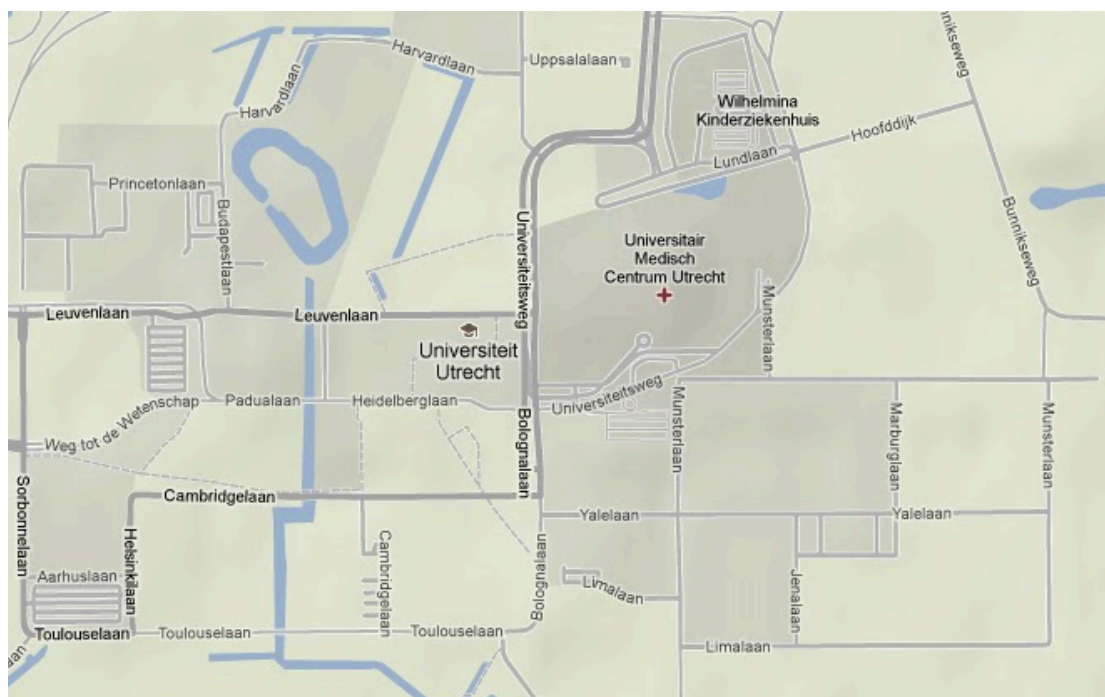 Harvardlaan
Harvardlaan
Uppsalalaan
Bunnikseweg
Harvardlaan
Wilhelmina
Kinderziekenhuis
Hoofddijk
Lundlaan
Princetonlaan
Budapestlaan
Universiteitsweg
Bunnikseweg
Universitair
Medisch
Centrum Utrecht
Munsterlaan
Leuvenlaan
Leuvenlaan
Universiteit
Utrecht
Padualaan
Heidelberglaan
Universiteitsweg
Weg tot de Wetenschap
Bolognalaan
Munsterlaan
Marburglaan
Munsterlaan
Sorbonnelaan
Cambridgelaan
Yalelaan
Yalelaan
Helsinkilaan
Cambridgelaan
Bolognalaan
Aarhuslaan
Limalaan
Jenalaan
Toulouselaan
Toulouselaan
Toulouselaan
Limalaan
laan